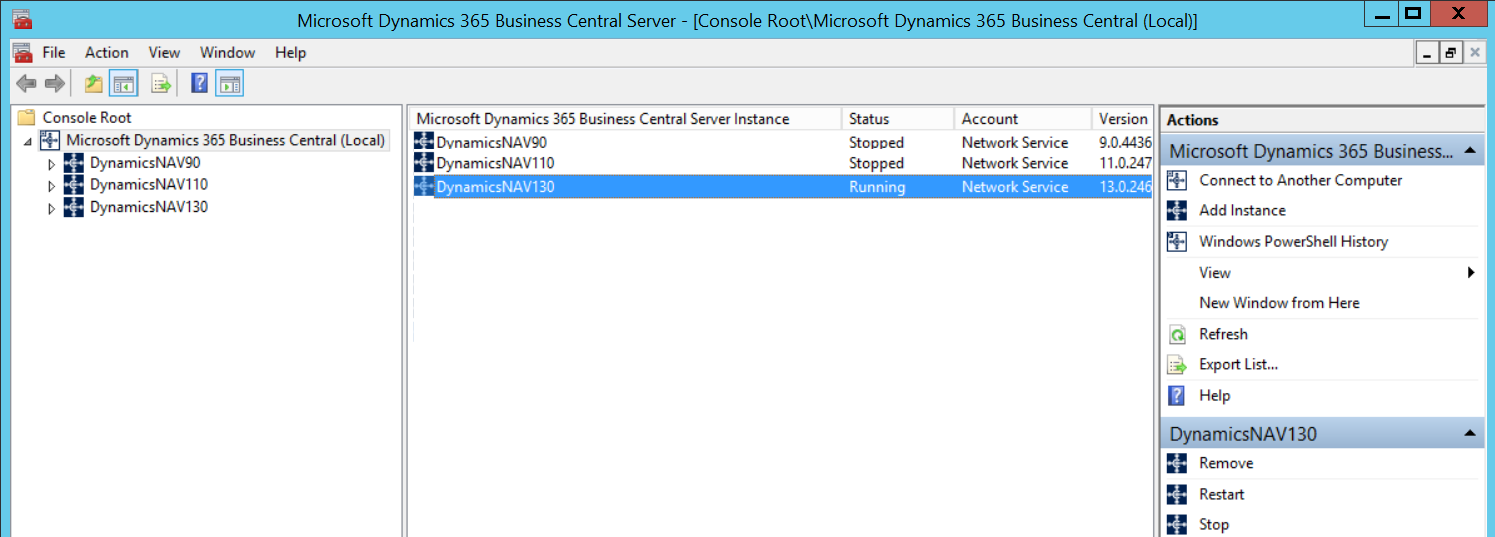 Microsoft Dynamics 365 Business Central Server - [Console Root\Microsoft Dynamics 365 Business Central (Local)]
File Action View Window Help
Console Root
Microsoft Dynamics 365 Business Central (Local)
DynamicsNAV90
DynamicsNAV110
DynamicsNAV130
Microsoft Dynamics 365 Business Central Server Instance Status Account Version
DynamicsNAV90 Stopped Network Service 9.0.4436
DynamicsNAV110 Stopped Network Service 11.0.247
DynamicsNAV130 Running Network Service 13.0.246
Actions
Microsoft Dynamics 365 Business...
Connect to Another Computer
Add Instance
Windows PowerShell History
View
New Window from Here
Refresh
Export List...
Help
DynamicsNAV130
Remove
Restart
Stop